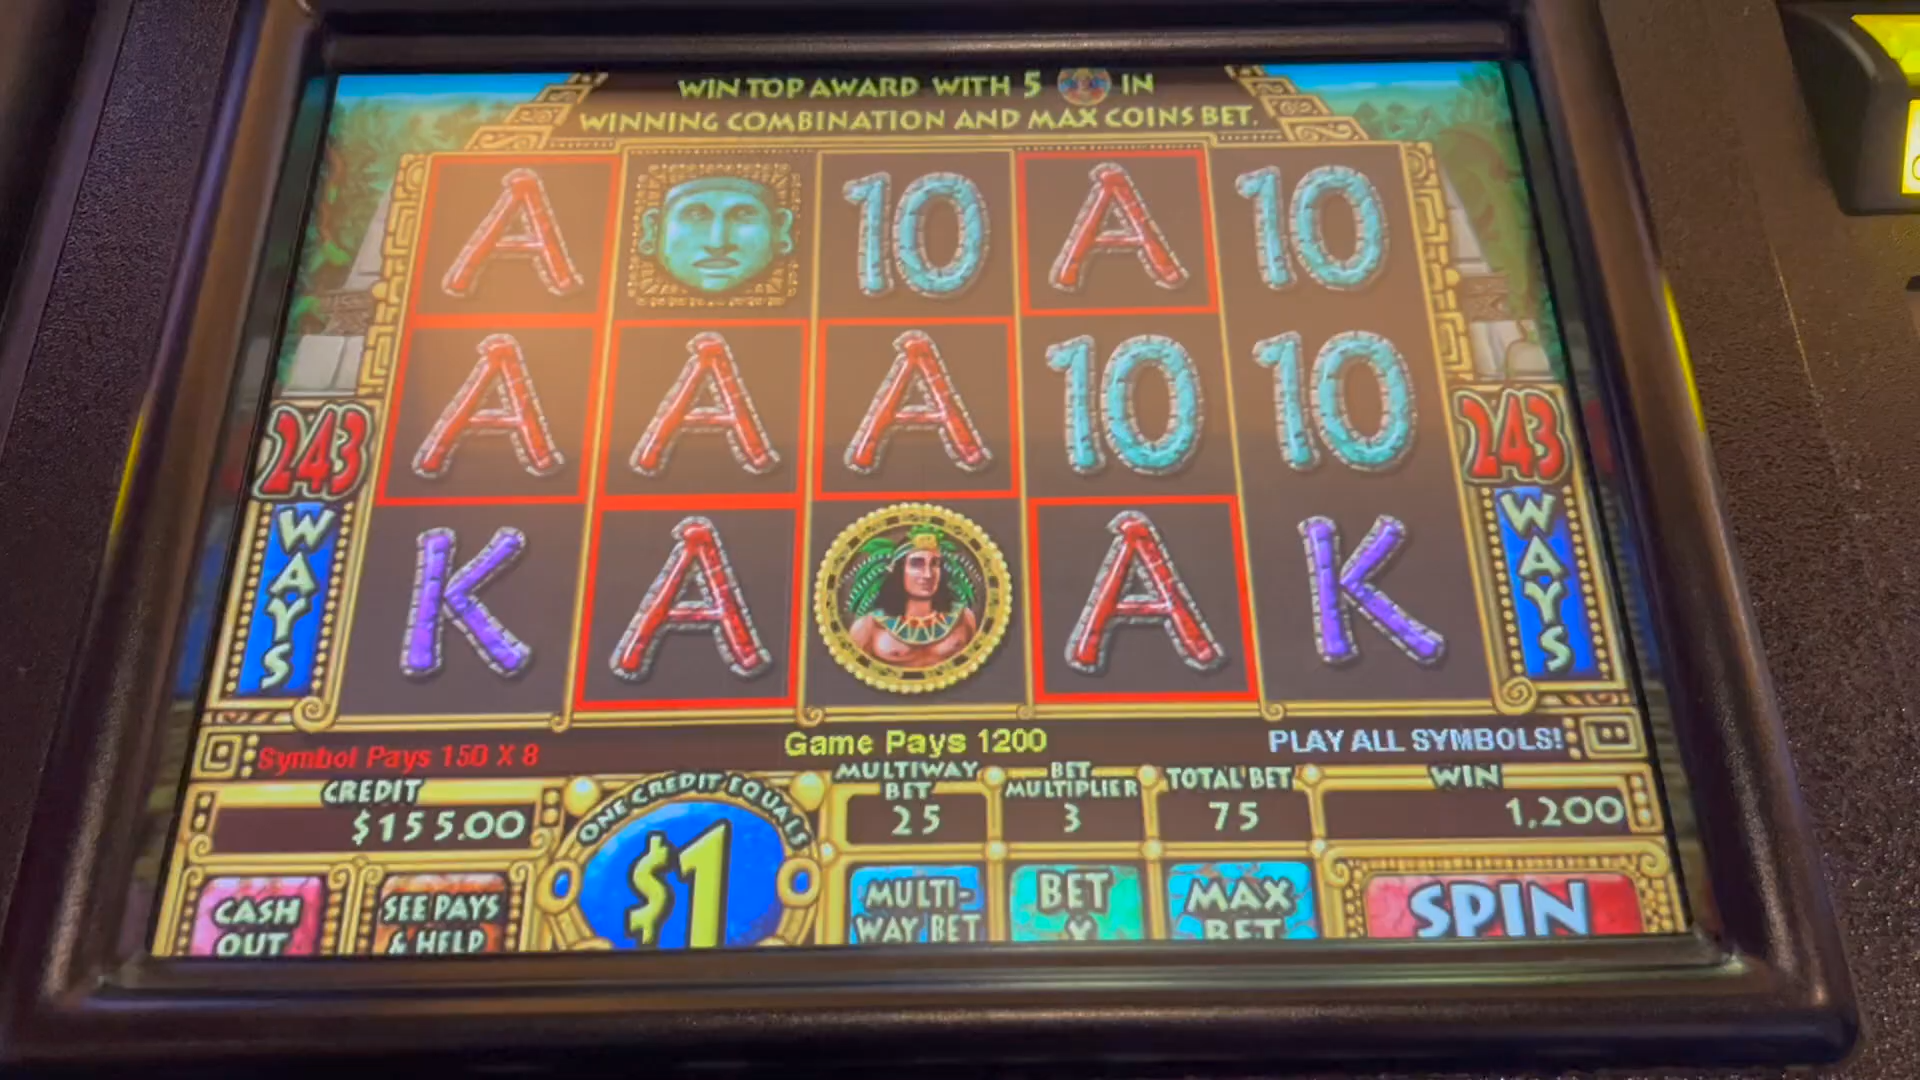 WIN TOP AWARD WITH 5 IN
WINNING COMBINATION AND MAX COINS BET.
A 10 A 10
A A A 10 10
K A A K
243 WAYS
243 WAYS
Symbol Pays 150 X 8
Game Pays 1200
PLAY ALL SYMBOLS!
CREDIT
$155.00
ONE CREDIT EQUALS
$1
MULTIWAY BET
25
BET MULTIPLIER
3
TOTAL BET
75
WIN
1,200
CASH OUT
SEE PAYS & HELP
MULTI-WAY BET
BET X
MAX BET
SPIN